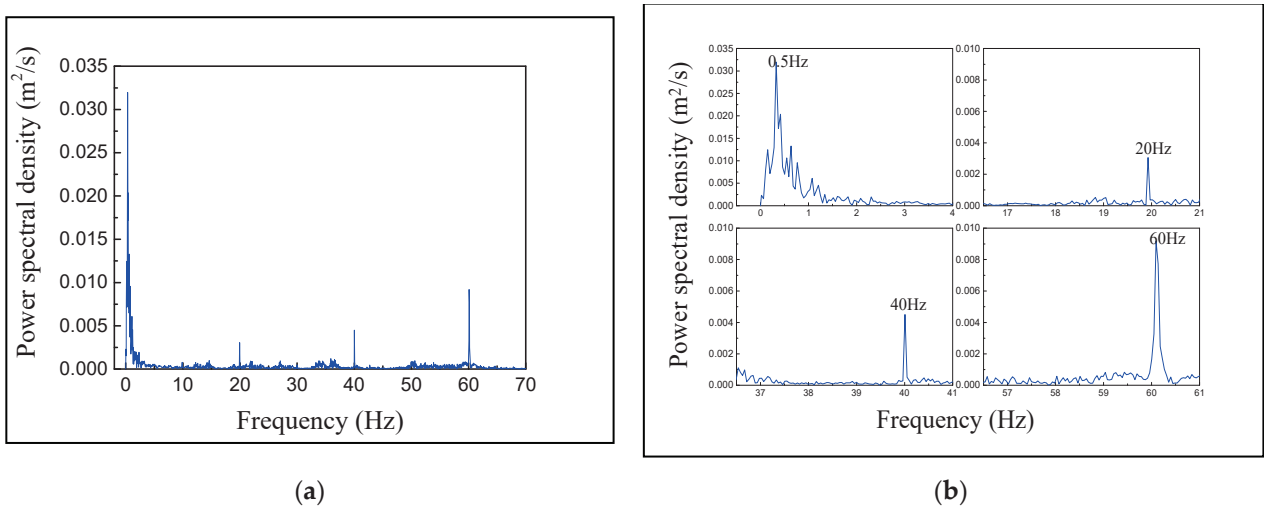 Power spectral density (m²/s)
0.035
0.030
0.025
0.020
0.015
0.010
0.005
0.000
0 10 20 30 40 50 60 70
Frequency (Hz)
(a)
Power spectral density (m²/s)
0.035
0.030
0.025
0.020
0.015
0.010
0.005
0.000
0.5Hz
0 1 2 3 4
0.010
0.008
0.006
0.004
0.002
0.000
20Hz
17 18 19 20 21
0.010
0.008
0.006
0.004
0.002
0.000
40Hz
37 38 39 40 41
0.010
0.008
0.006
0.004
0.002
0.000
60Hz
57 58 59 60 61
Frequency (Hz)
(b)